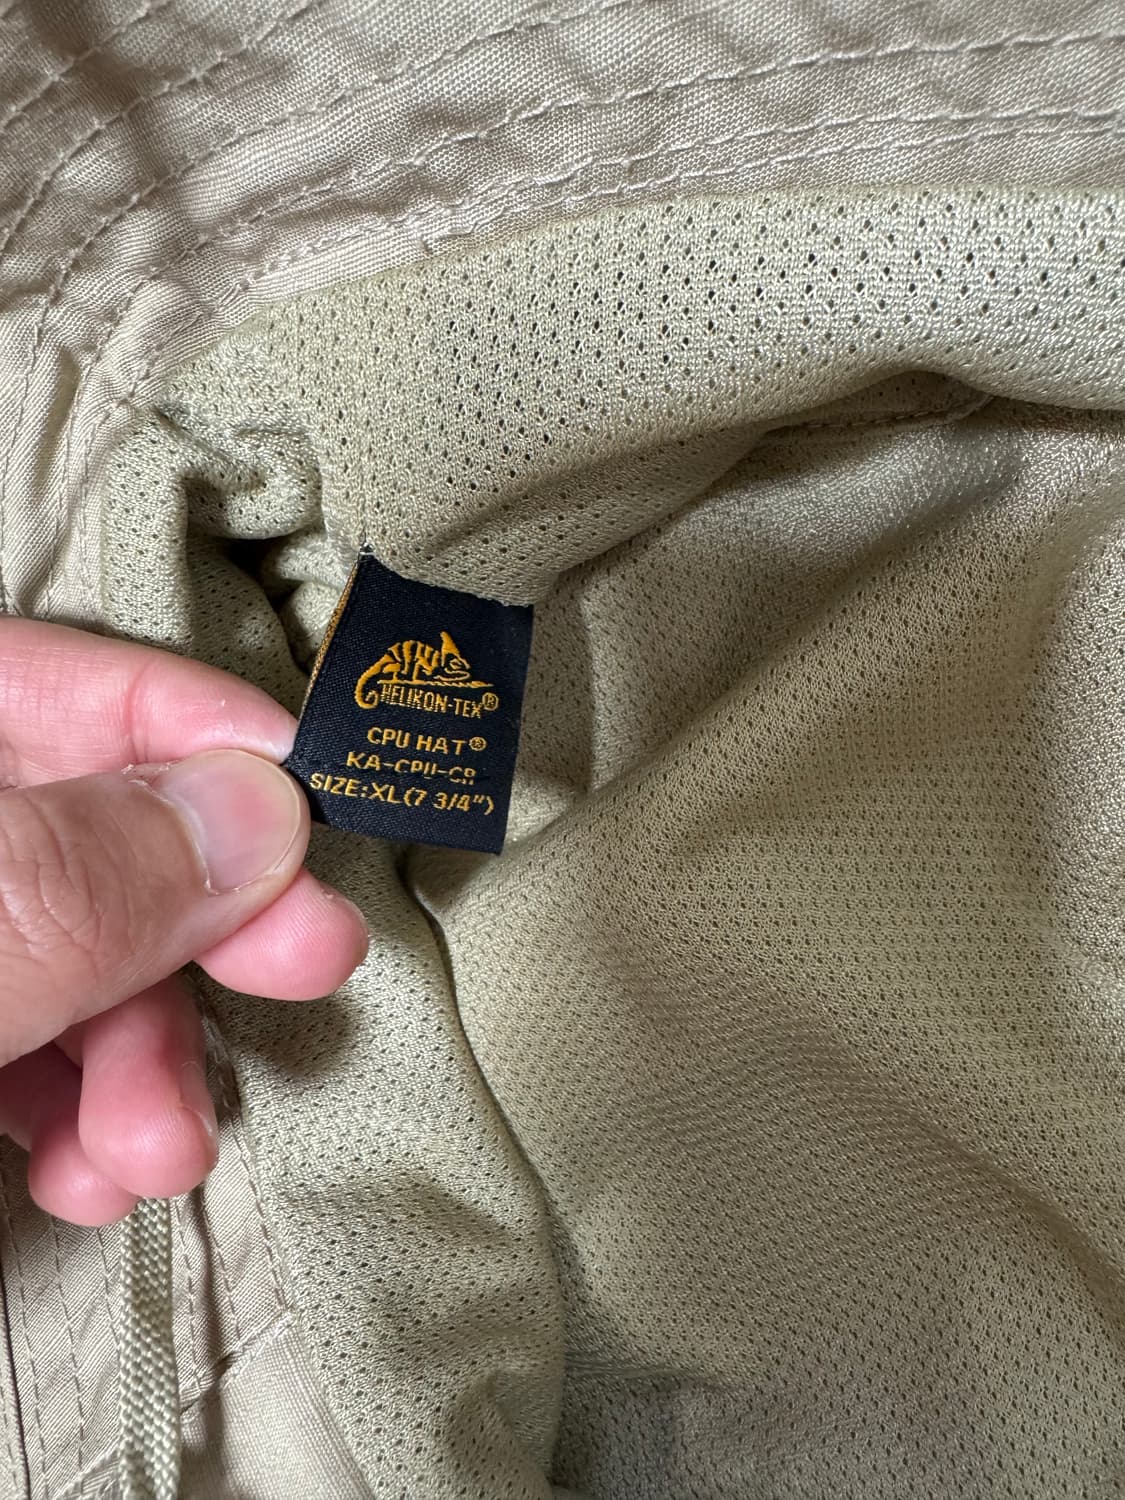 HELIKON-TEX®
CPU HAT®
KA-CPU-CR
SIZE:XL(7 3/4")